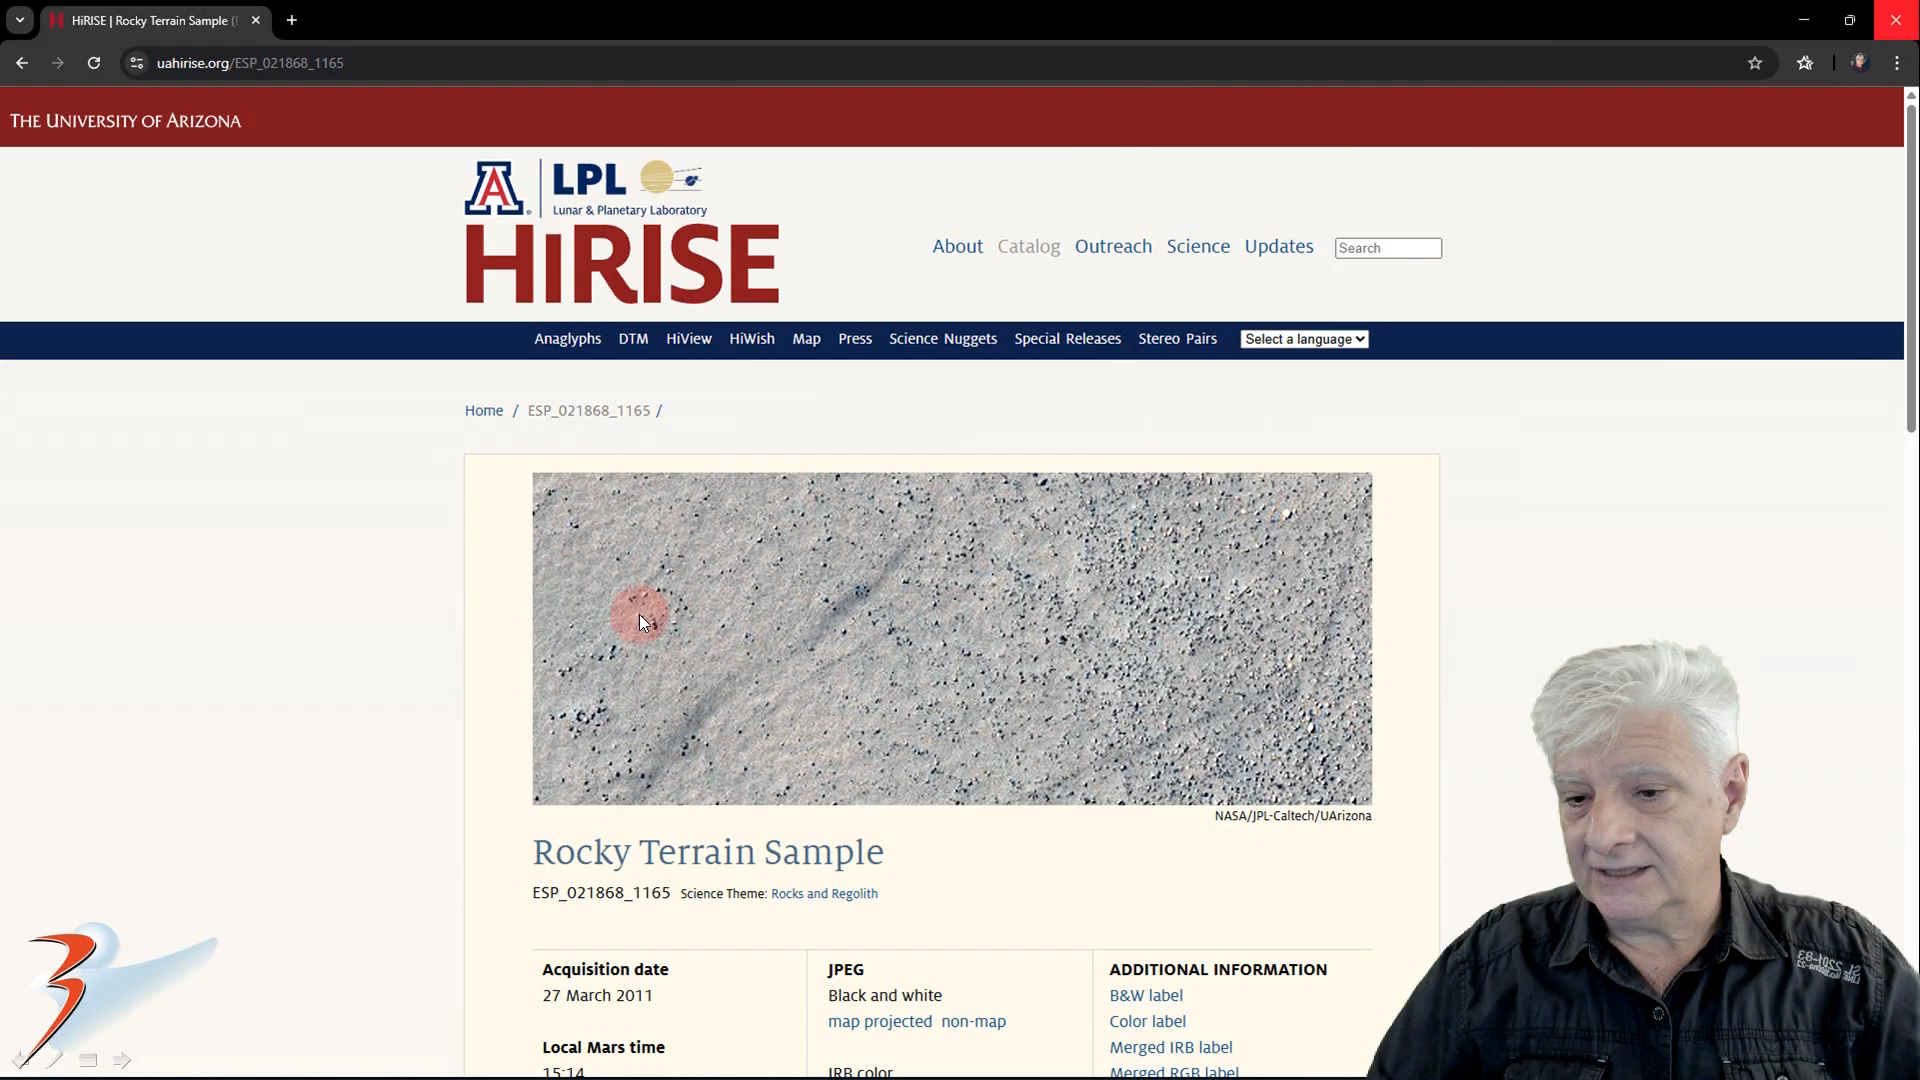 HiRISE | Rocky Terrain Sample (
uahirise.org/ESP_021868_1165
THE UNIVERSITY OF ARIZONA
A LPL
Lunar & Planetary Laboratory
HiRISE
About Catalog Outreach Science Updates Search
Anaglyphs DTM HiView HiWish Map Press Science Nuggets Special Releases Stereo Pairs Select a language
Home / ESP_021868_1165 /
NASA/JPL-Caltech/UArizona
Rocky Terrain Sample
ESP_021868_1165 Science Theme: Rocks and Regolith
Acquisition date
27 March 2011
Local Mars time
15:14
JPEG
Black and white
map projected non-map
IRB color
ADDITIONAL INFORMATION
B&W label
Color label
Merged IRB label
Merged RGB label